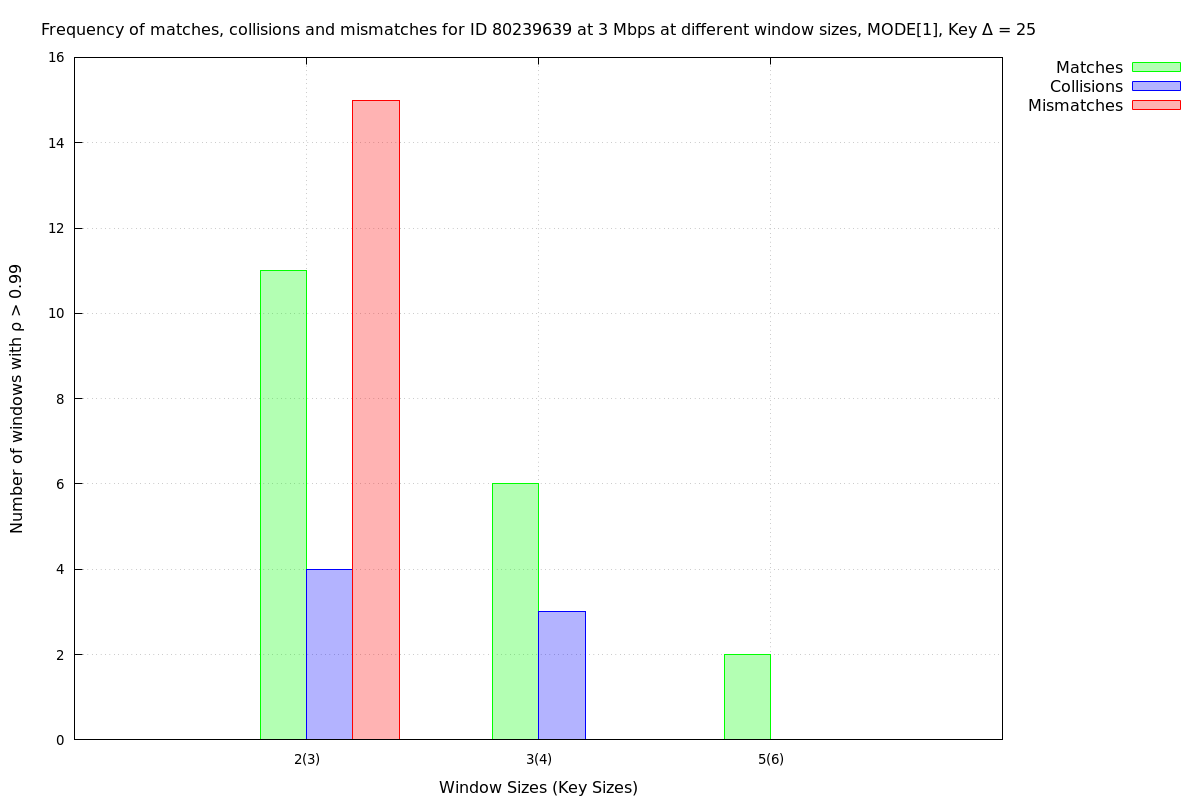 Frequency of matches, collisions and mismatches for ID 80239639 at 3 Mbps at different window sizes, MODE[1], Key Δ = 25
Matches
Collisions
Mismatches
Number of windows with ρ > 0.99
16
14
12
10
8
6
4
2
0
2(3) 3(4) 5(6)
Window Sizes (Key Sizes)